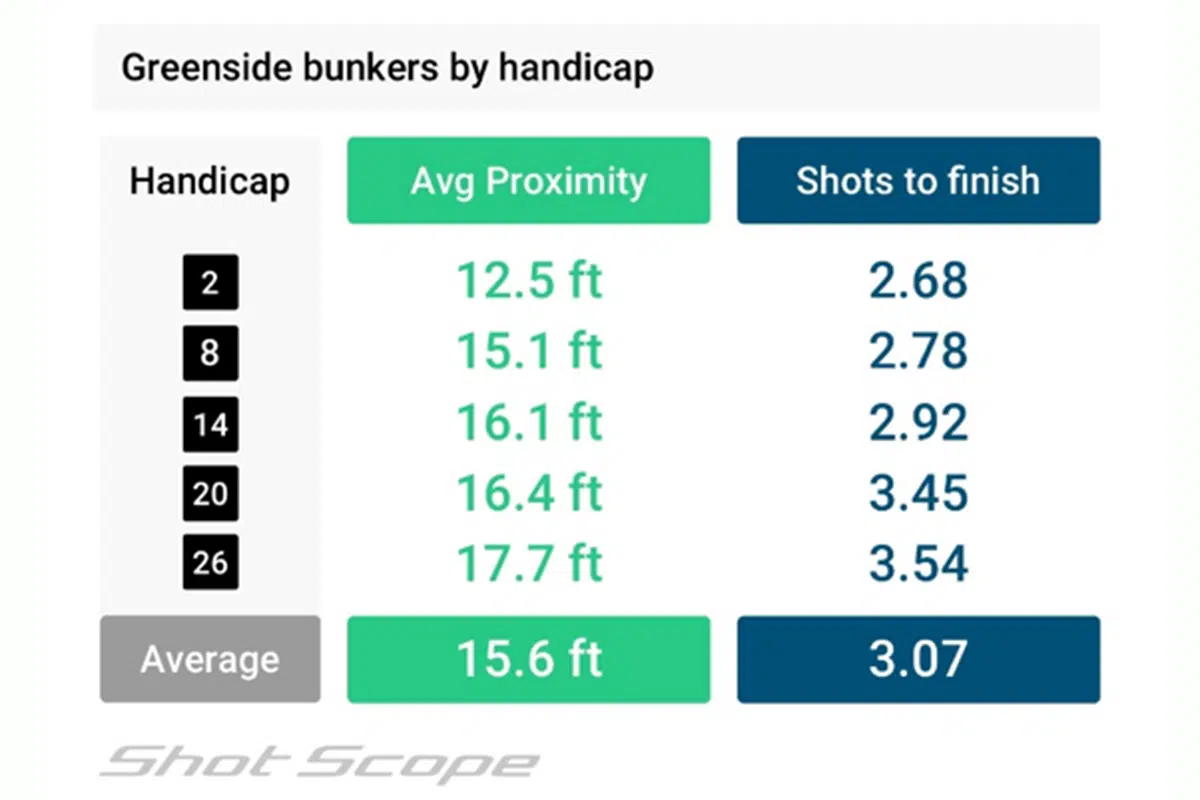 Greenside bunkers by handicap
Handicap Avg Proximity Shots to finish
2 12.5 ft 2.68
8 15.1 ft 2.78
14 16.1 ft 2.92
20 16.4 ft 3.45
26 17.7 ft 3.54
Average 15.6 ft 3.07
Shot Scope